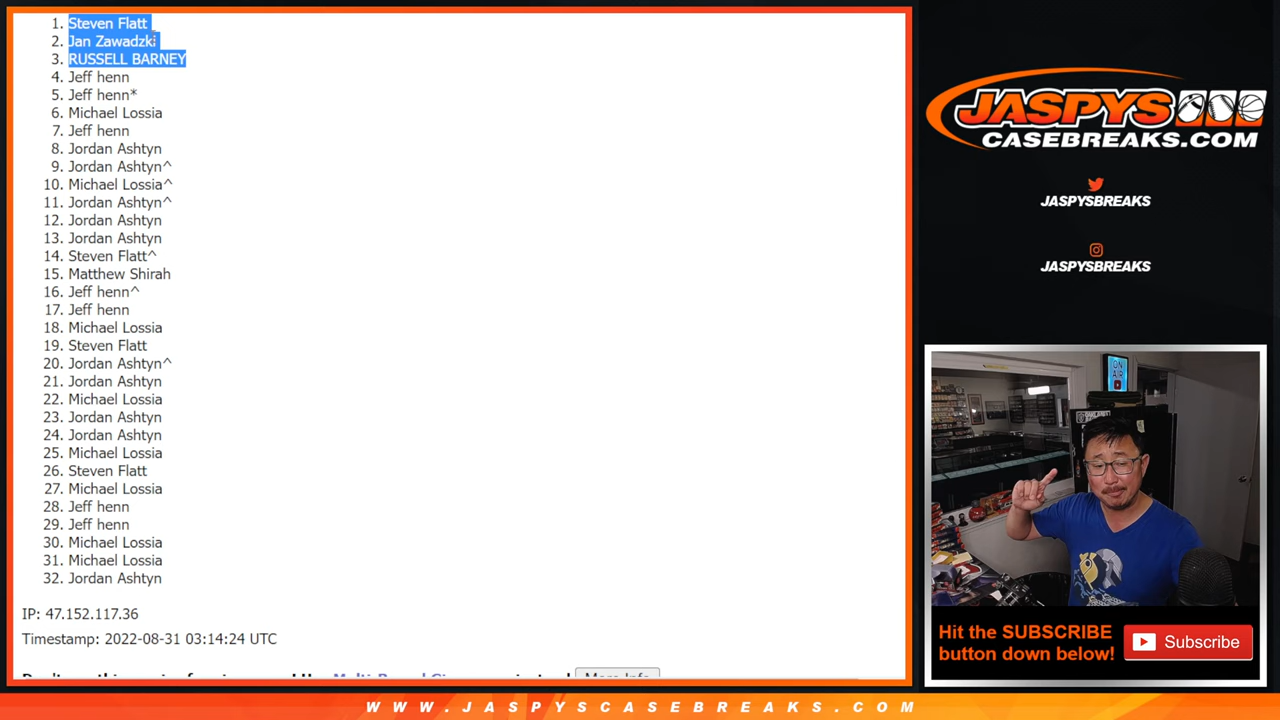 1. Steven Flatt
2. Jan Zawadzki
3. RUSSELL BARNEY
4. Jeff henn
5. Jeff henn*
6. Michael Lossia
7. Jeff henn
8. Jordan Ashtyn
9. Jordan Ashtyn^
10. Michael Lossia^
11. Jordan Ashtyn^
12. Jordan Ashtyn
13. Jordan Ashtyn
14. Steven Flatt^
15. Matthew Shirah
16. Jeff henn^
17. Jeff henn
18. Michael Lossia
19. Steven Flatt
20. Jordan Ashtyn^
21. Jordan Ashtyn
22. Michael Lossia
23. Jordan Ashtyn
24. Jordan Ashtyn
25. Michael Lossia
26. Steven Flatt
27. Michael Lossia
28. Jeff henn
29. Jeff henn
30. Michael Lossia
31. Michael Lossia
32. Jordan Ashtyn
IP: 47.152.117.36
Timestamp: 2022-08-31 03:14:24 UTC
JASPYS
CASEBREAKS.COM
JASPYSBREAKS
JASPYSBREAKS
ON
AIR
Hit the SUBSCRIBE
button down below!
Subscribe
WWW.JASPYSCASEBREAKS.COM